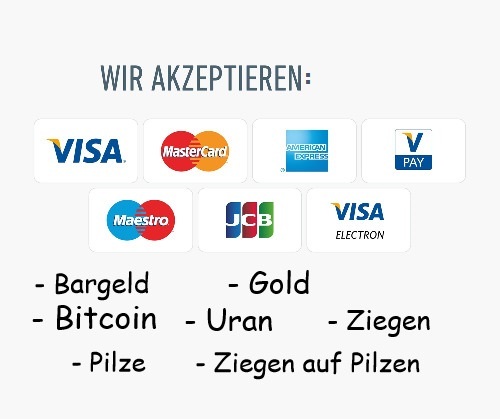 WIR AKZEPTIEREN:
VISA MasterCard AMERICAN EXPRESS V PAY
Maestro JCB VISA ELECTRON
- Bargeld - Gold
- Bitcoin - Uran - Ziegen
- Pilze - Ziegen auf Pilzen